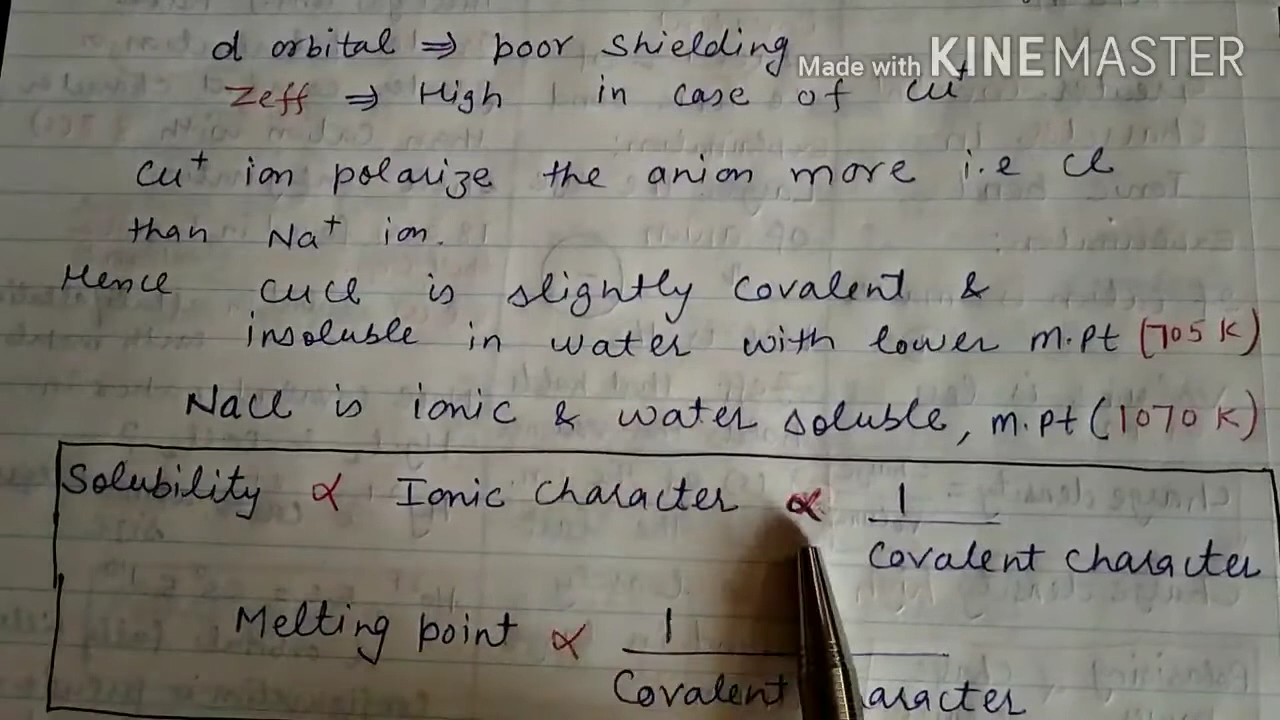 d orbital ⇒ poor shielding
Made with KINEMASTER
Zeff ⇒ High in case of Cu⁺
Cu⁺ ion polarize the anion more i.e Cl
than Na⁺ ion.
Hence CuCl is slightly covalent &
insoluble in water with lower m.pt (705 K)
NaCl is ionic & water soluble, m.pt (1070 K)
Solubility ∝ Ionic character ∝ 1
Covalent character
Melting point ∝ 1
Covalent aracter